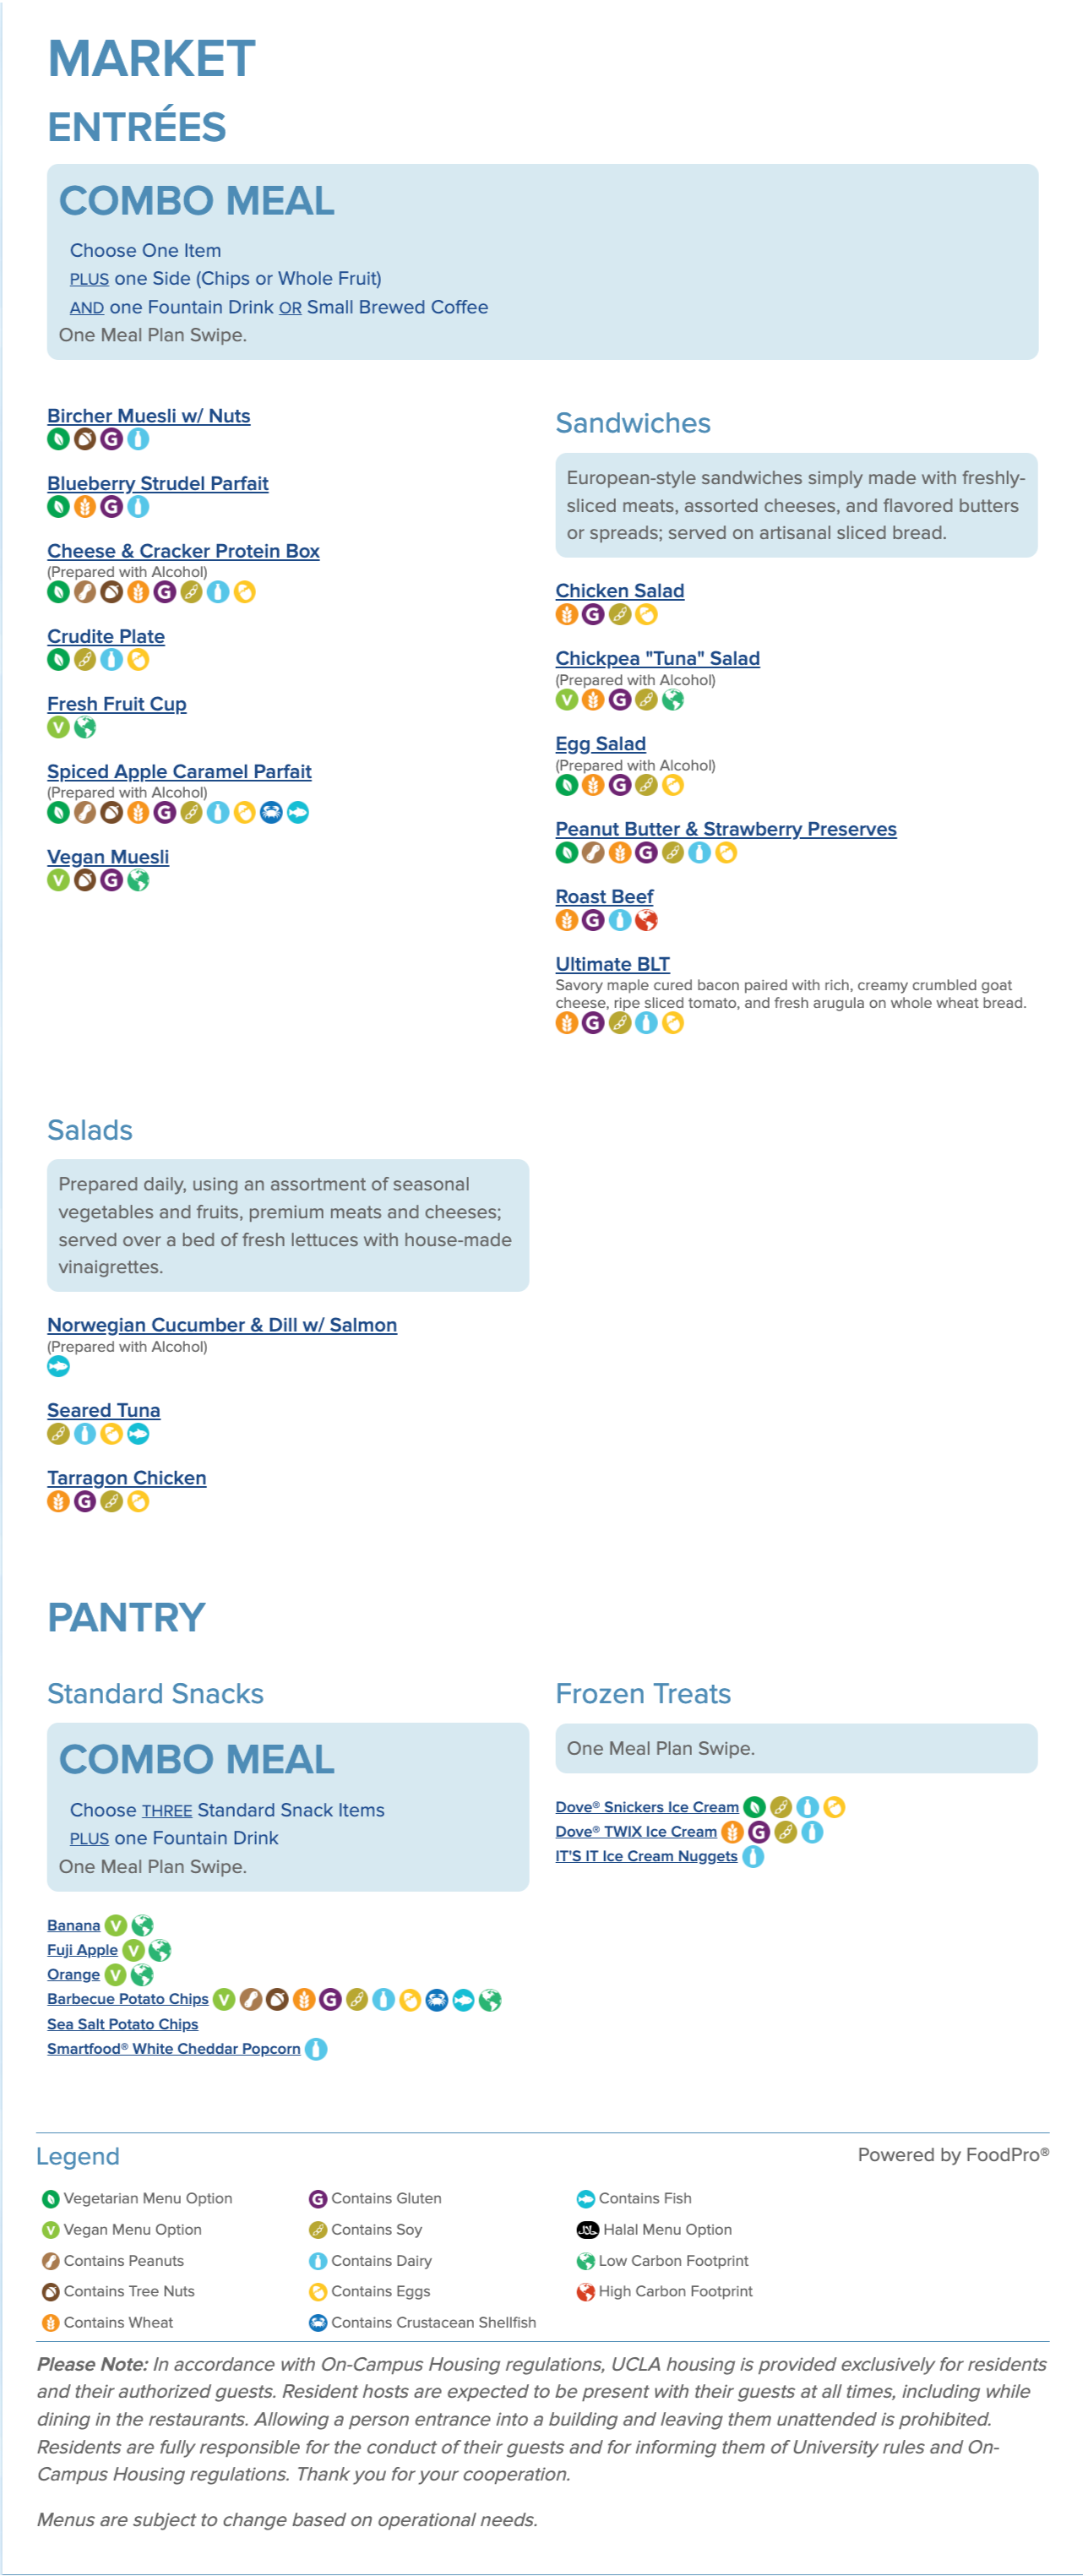 MARKET
ENTRÉES
COMBO MEAL
Choose One Item
PLUS one Side (Chips or Whole Fruit)
AND one Fountain Drink OR Small Brewed Coffee
One Meal Plan Swipe.
Bircher Muesli w/ Nuts
Blueberry Strudel Parfait
Cheese & Cracker Protein Box
(Prepared with Alcohol)
Crudite Plate
Fresh Fruit Cup
Spiced Apple Caramel Parfait
(Prepared with Alcohol)
Vegan Muesli
Sandwiches
European-style sandwiches simply made with freshly-
sliced meats, assorted cheeses, and flavored butters
or spreads; served on artisanal sliced bread.
Chicken Salad
Chickpea "Tuna" Salad
(Prepared with Alcohol)
Egg Salad
(Prepared with Alcohol)
Peanut Butter & Strawberry Preserves
Roast Beef
Ultimate BLT
Savory maple cured bacon paired with rich, creamy crumbled goat
cheese, ripe sliced tomato, and fresh arugula on whole wheat bread.
Salads
Prepared daily, using an assortment of seasonal
vegetables and fruits, premium meats and cheeses;
served over a bed of fresh lettuces with house-made
vinaigrettes.
Norwegian Cucumber & Dill w/ Salmon
(Prepared with Alcohol)
Seared Tuna
Tarragon Chicken
PANTRY
Standard Snacks
COMBO MEAL
Choose THREE Standard Snack Items
PLUS one Fountain Drink
One Meal Plan Swipe.
Banana
Fuji Apple
Orange
Barbecue Potato Chips
Sea Salt Potato Chips
Smartfood® White Cheddar Popcorn
Frozen Treats
One Meal Plan Swipe.
Dove® Snickers Ice Cream
Dove® TWIX Ice Cream
IT'S IT Ice Cream Nuggets
Legend
Powered by FoodPro®
Vegetarian Menu Option
Vegan Menu Option
Contains Peanuts
Contains Tree Nuts
Contains Wheat
Contains Gluten
Contains Soy
Contains Dairy
Contains Eggs
Contains Crustacean Shellfish
Contains Fish
Halal Menu Option
Low Carbon Footprint
High Carbon Footprint
Please Note: In accordance with On-Campus Housing regulations, UCLA housing is provided exclusively for residents
and their authorized guests. Resident hosts are expected to be present with their guests at all times, including while
dining in the restaurants. Allowing a person entrance into a building and leaving them unattended is prohibited.
Residents are fully responsible for the conduct of their guests and for informing them of University rules and On-
Campus Housing regulations. Thank you for your cooperation.
Menus are subject to change based on operational needs.